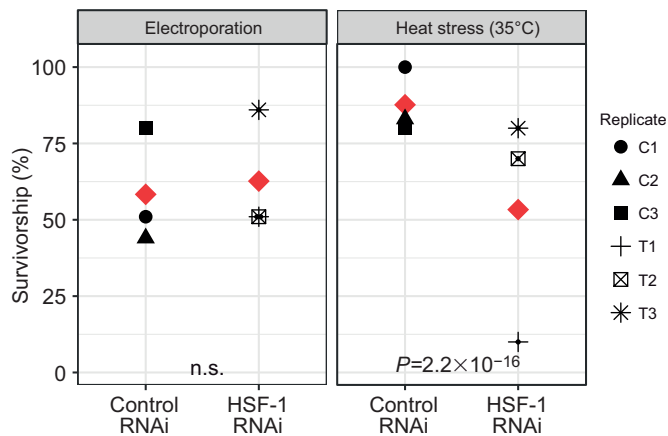 Electroporation
Heat stress (35°C)
Survivorship (%)
100
75
50
25
0
n.s.
P=2.2×10−16
Control RNAi
HSF-1 RNAi
Control RNAi
HSF-1 RNAi
Replicate
C1
C2
C3
T1
T2
T3